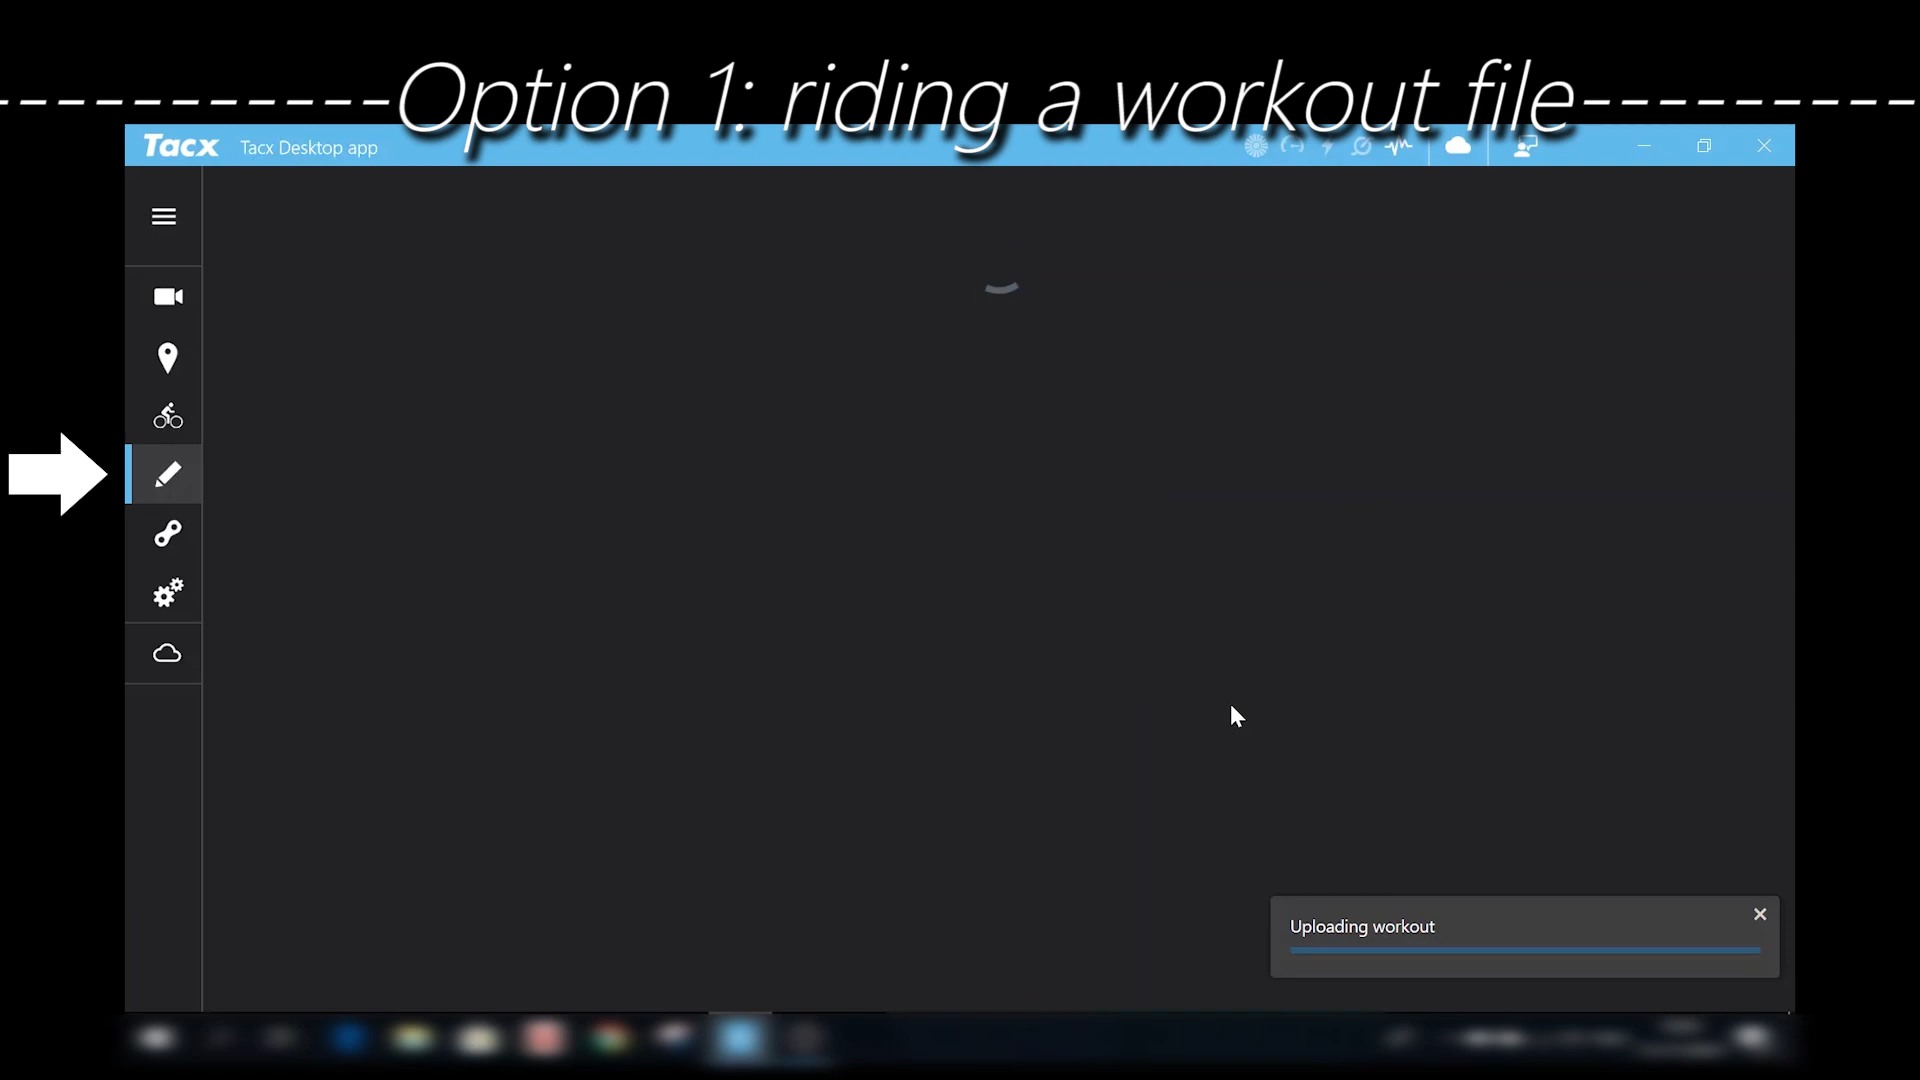 Option 1: riding a workout file
Tacx Tacx Desktop app
Uploading workout